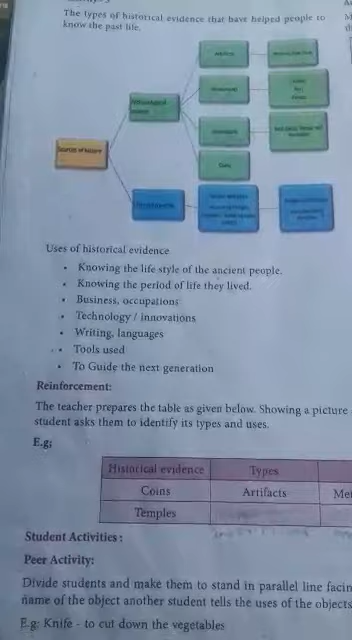 The types of historical evidence that have helped people to
know the past life.
Sources of history
Uses of historical evidence
Knowing the life style of the ancient people.
Knowing the period of life they lived.
Business, occupations
Technology / innovations
Writing, languages
Tools used
To Guide the next generation
Reinforcement:
The teacher prepares the table as given below. Showing a picture
student asks them to identify its types and uses.
E.g;
Historical evidence Types
Coins Artifacts
Temples
Student Activities :
Peer Activity:
Divide students and make them to stand in parallel line facin
name of the object another student tells the uses of the objects
E.g: Knife - to cut down the vegetables